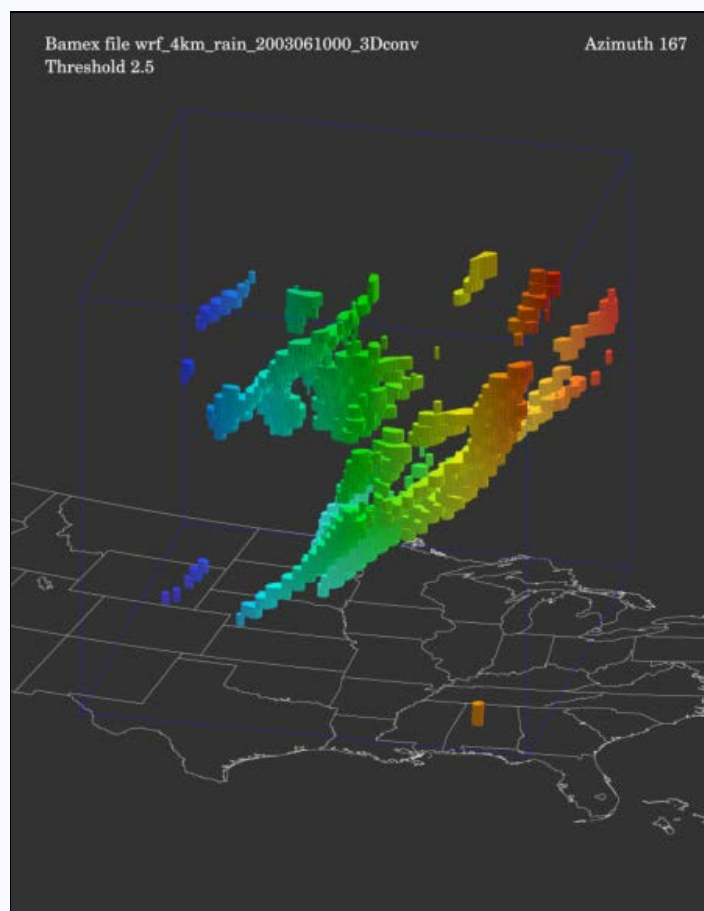 Bamex file wrf_4km_rain_2003061000_3Dconv
Azimuth 167
Threshold 2.5